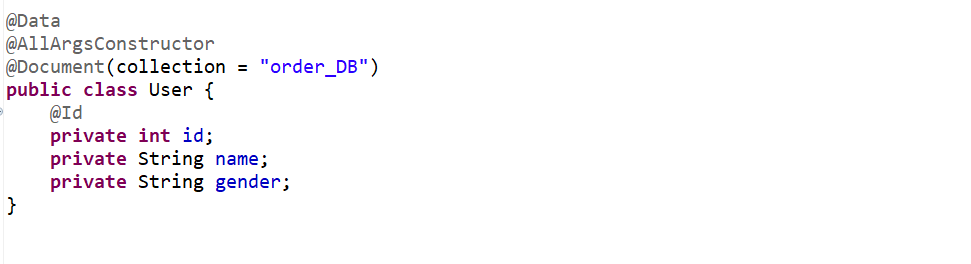 @Data
@AllArgsConstructor
@Document(collection = "order_DB")
public class User {
    @Id
    private int id;
    private String name;
    private String gender;
}